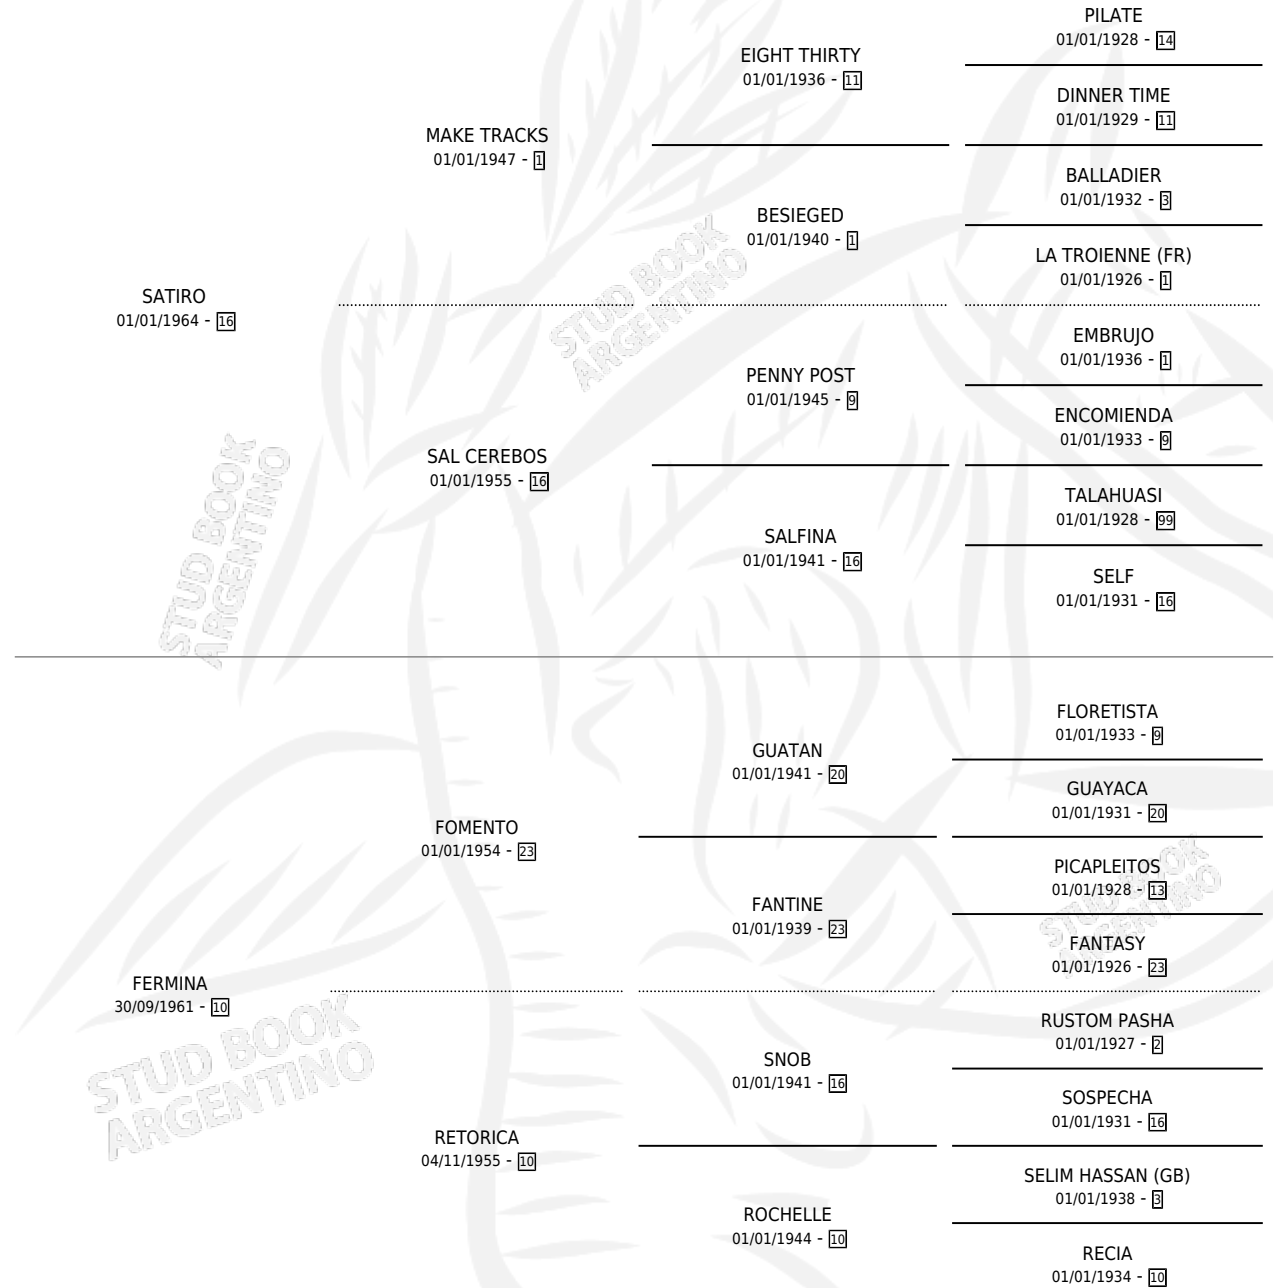 PILATE
01/01/1928 - 14
EIGHT THIRTY
01/01/1936 - 11
DINNER TIME
01/01/1929 - 11
MAKE TRACKS
01/01/1947 - 1
BALLADIER
01/01/1932 - 3
BESIEGED
01/01/1940 - 1
LA TROIENNE (FR)
01/01/1926 - 1
SATIRO
01/01/1964 - 16
STUD BOOK
ARGENTINO
EMBRUJO
01/01/1936 - 1
PENNY POST
01/01/1945 - 9
ENCOMIENDA
01/01/1933 - 9
SAL CEREBOS
01/01/1955 - 16
TALAHUASI
01/01/1928 - 99
SALFINA
01/01/1941 - 16
SELF
01/01/1931 - 16
STUD BOOK
ARGENTINO
FLORETISTA
01/01/1933 - 9
GUATAN
01/01/1941 - 20
GUAYACA
01/01/1931 - 20
FOMENTO
01/01/1954 - 23
PICAPLEITOS
01/01/1928 - 13
FANTINE
01/01/1939 - 23
STUD BOOK
ARGENTINO
FANTASY
01/01/1926 - 23
FERMINA
30/09/1961 - 10
RUSTOM PASHA
01/01/1927 - 2
SNOB
01/01/1941 - 16
STUD BOOK
ARGENTINO
SOSPECHA
01/01/1931 - 16
RETORICA
04/11/1955 - 10
SELIM HASSAN (GB)
01/01/1938 - 3
ROCHELLE
01/01/1944 - 10
RECIA
01/01/1934 - 10